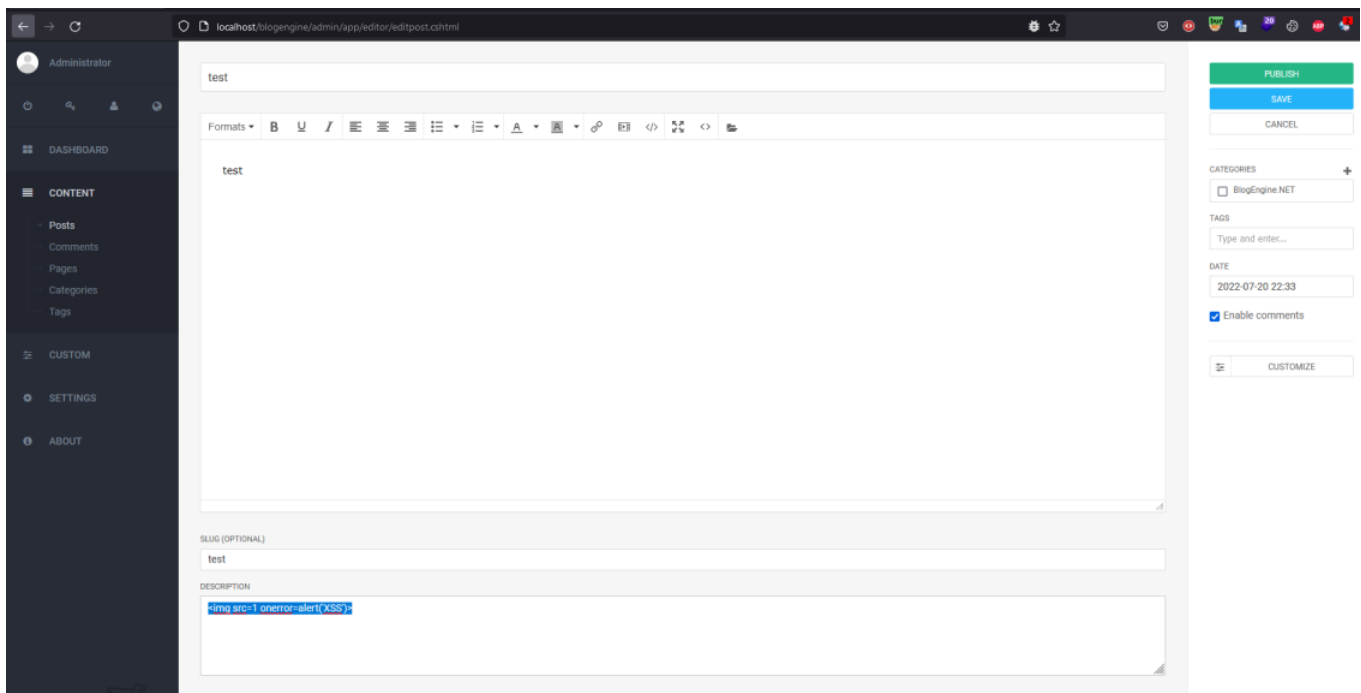 localhost/blogengine/admin/app/editor/editpost.cshtml
20
Administrator
DASHBOARD
CONTENT
Posts
Comments
Pages
Categories
Tags
CUSTOM
SETTINGS
ABOUT
test
Formats
B U I A A
test
SLUG (OPTIONAL)
test
DESCRIPTION
<img src=1 onerror=alert('XSS')>
PUBLISH
SAVE
CANCEL
CATEGORIES
BlogEngine.NET
TAGS
Type and enter...
DATE
2022-07-20 22:33
Enable comments
CUSTOMIZE